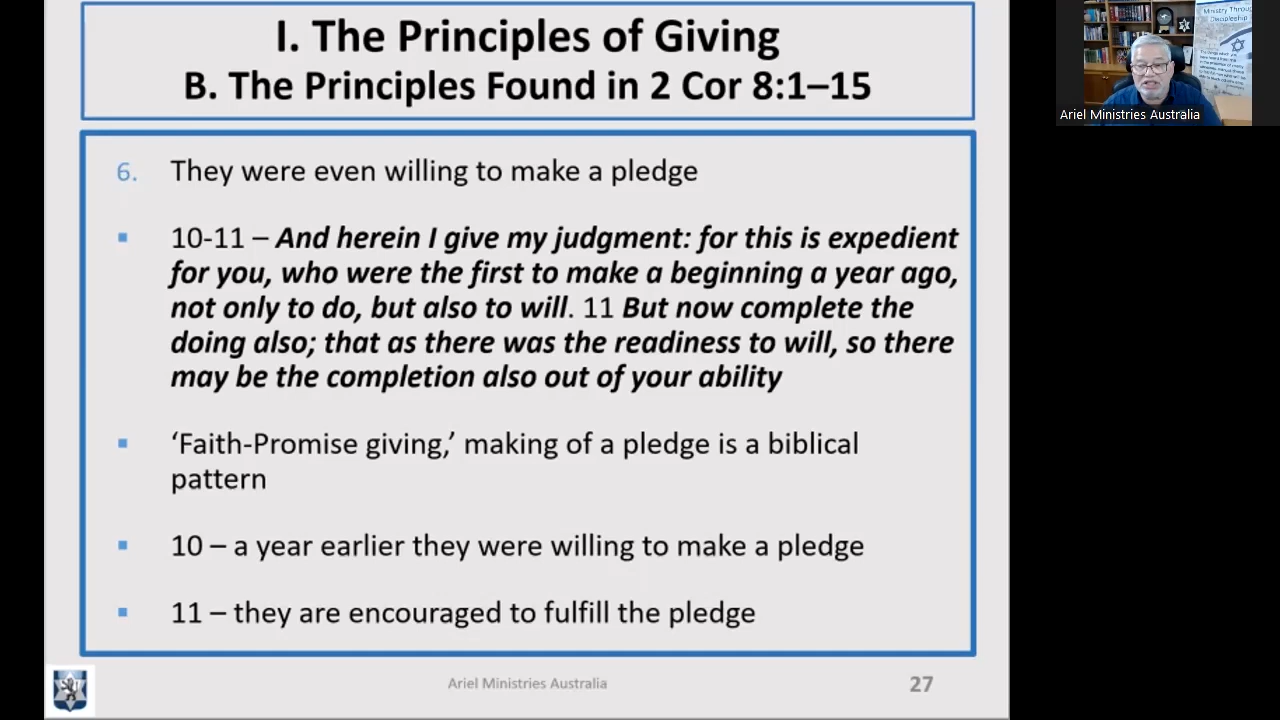 I. The Principles of Giving
B. The Principles Found in 2 Cor 8:1–15
6. They were even willing to make a pledge
▪ 10-11 – And herein I give my judgment: for this is expedient
for you, who were the first to make a beginning a year ago,
not only to do, but also to will. 11 But now complete the
doing also; that as there was the readiness to will, so there
may be the completion also out of your ability
▪ ‘Faith-Promise giving,’ making of a pledge is a biblical
pattern
▪ 10 – a year earlier they were willing to make a pledge
▪ 11 – they are encouraged to fulfill the pledge
Ariel Ministries Australia
27
Ministry Through
Discipleship
Ariel Ministries Australia